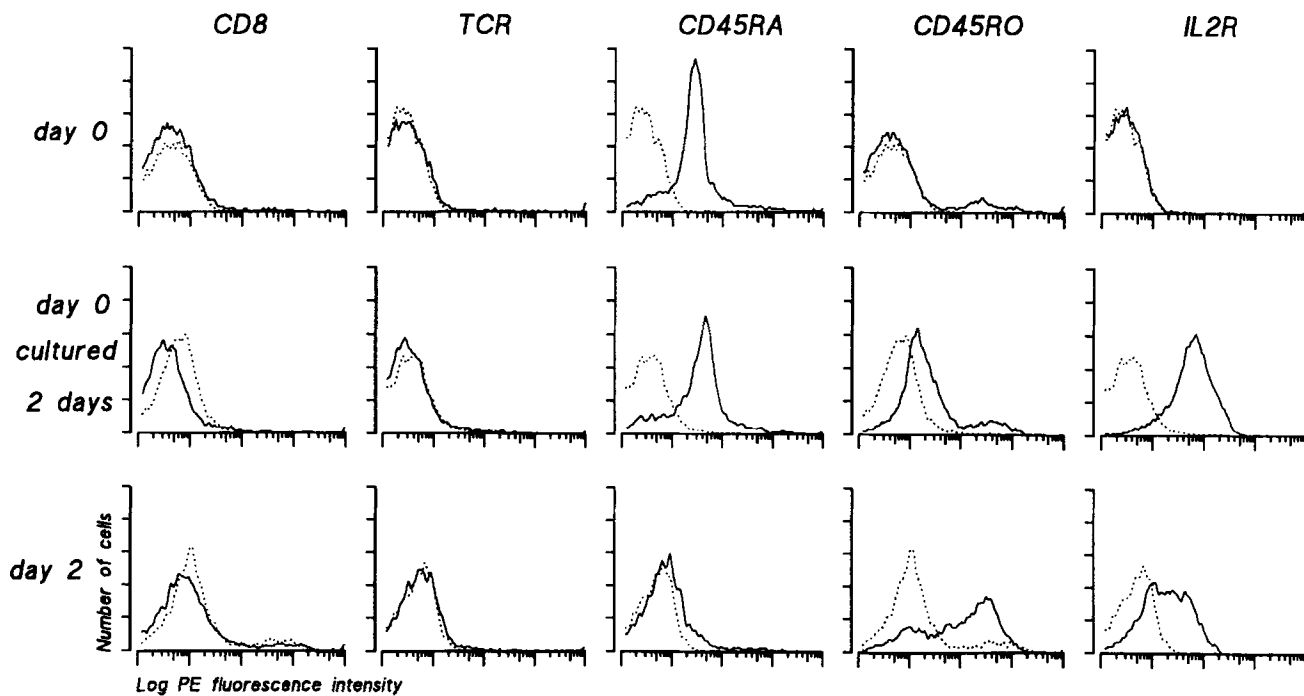 CD8 TCR CD45RA CD45RO IL2R
day 0
day 0
cultured
2 days
day 2
Number of cells
Log PE fluorescence intensity